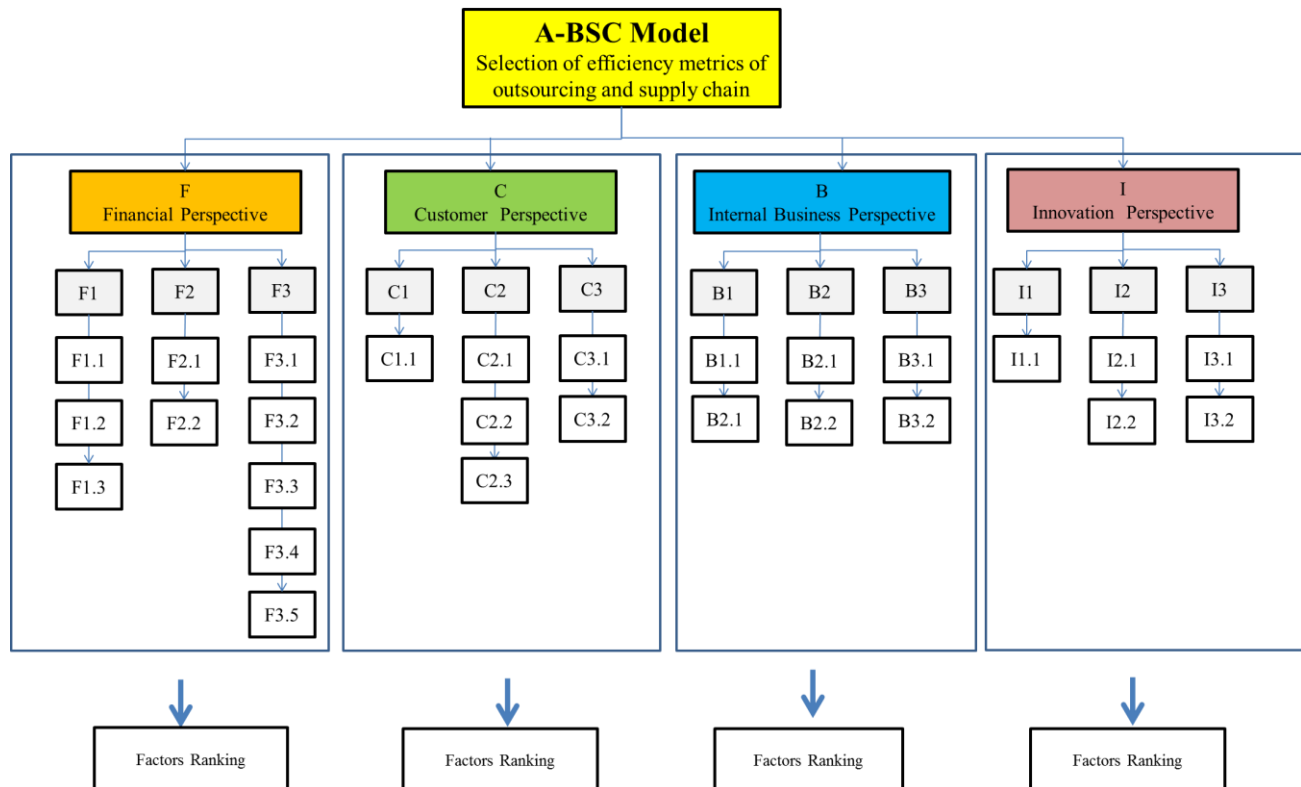 A-BSC Model
Selection of efficiency metrics of
outsourcing and supply chain
F
Financial Perspective
C
Customer Perspective
B
Internal Business Perspective
I
Innovation Perspective
F1
F2
F3
C1
C2
C3
B1
B2
B3
I1
I2
I3
F1.1
F2.1
F3.1
C1.1
C2.1
C3.1
B1.1
B2.1
B3.1
I1.1
I2.1
I3.1
F1.2
F2.2
F3.2
C2.2
C3.2
B2.1
B2.2
B3.2
I2.2
I3.2
F1.3
F3.3
C2.3
F3.4
F3.5
Factors Ranking
Factors Ranking
Factors Ranking
Factors Ranking